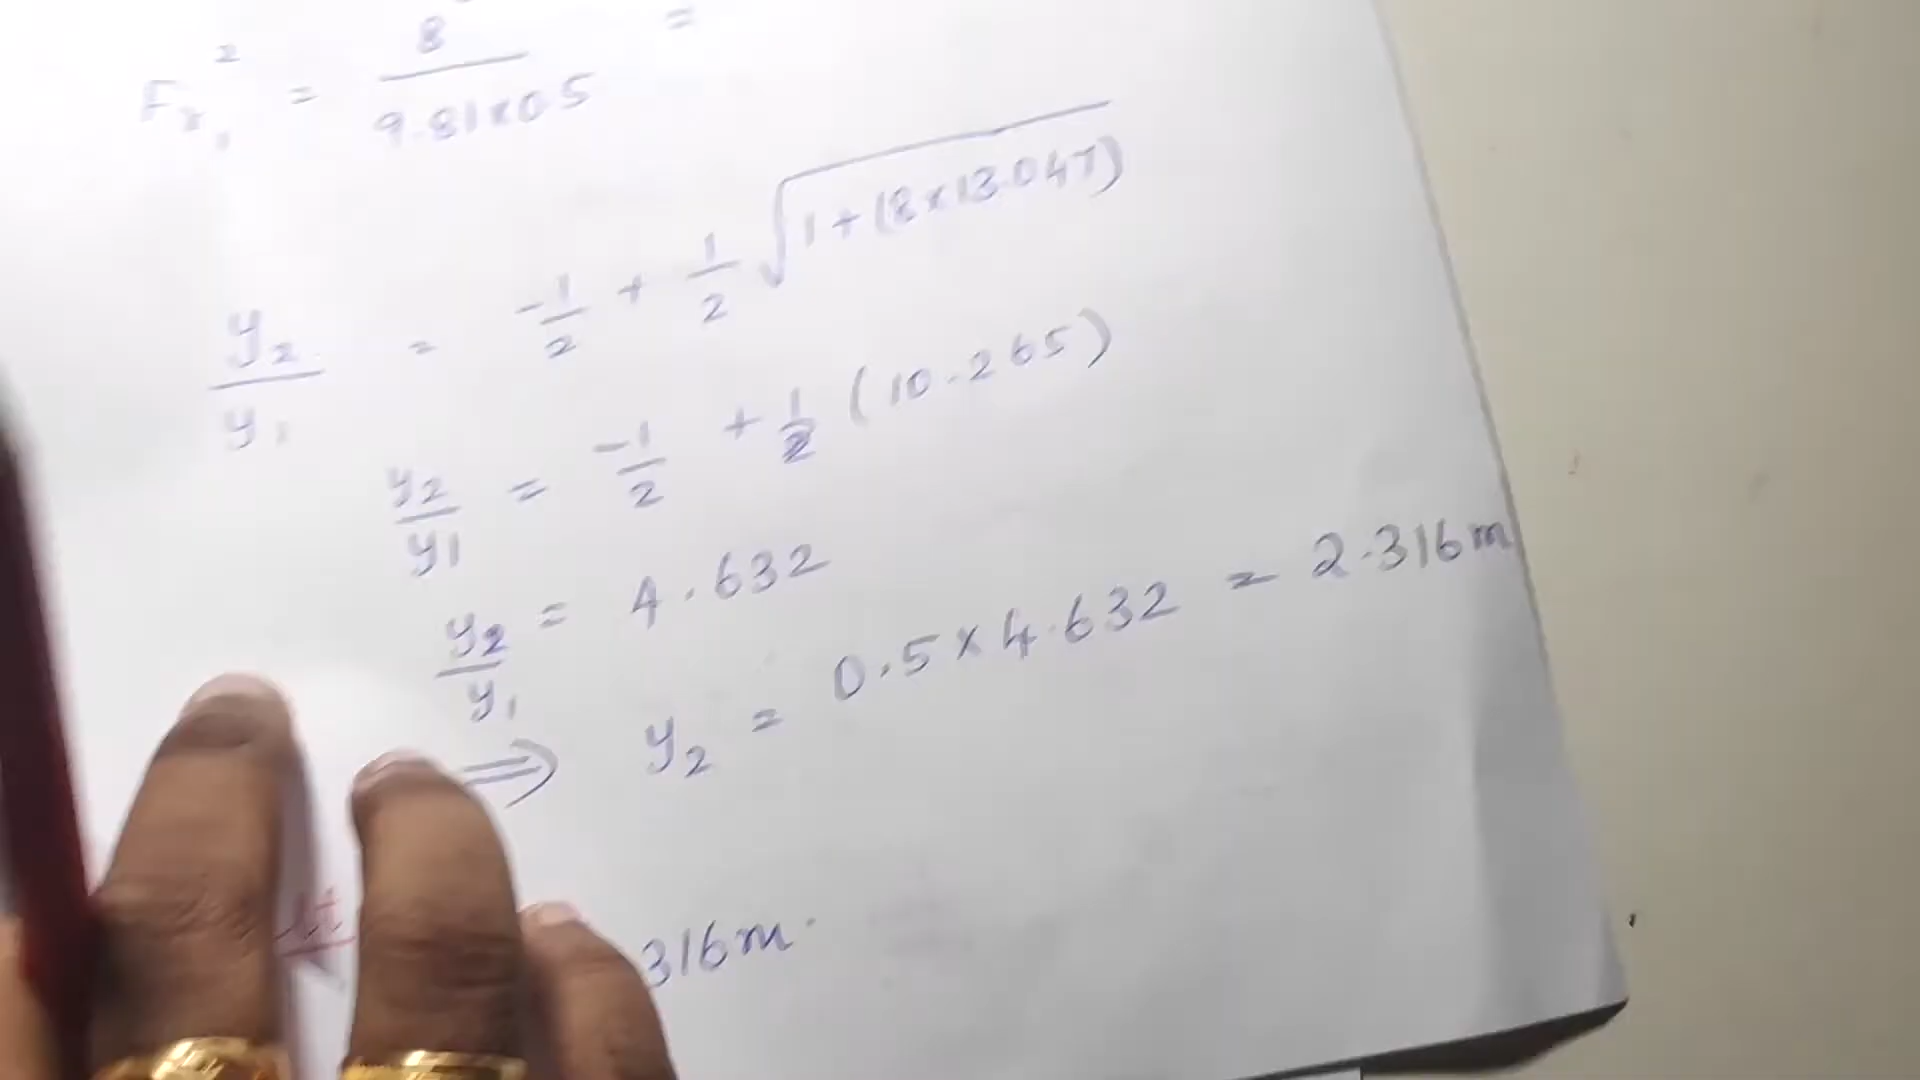 Fr₁² = 8² / 9.81×0.5 =
y₂/y₁ = -1/2 + 1/2 √1+(8×13.047)
y₂/y₁ = -1/2 + 1/2 (10.265)
y₂/y₁ = 4.632
⇒ y₂ = 0.5×4.632 = 2.316m
316m.